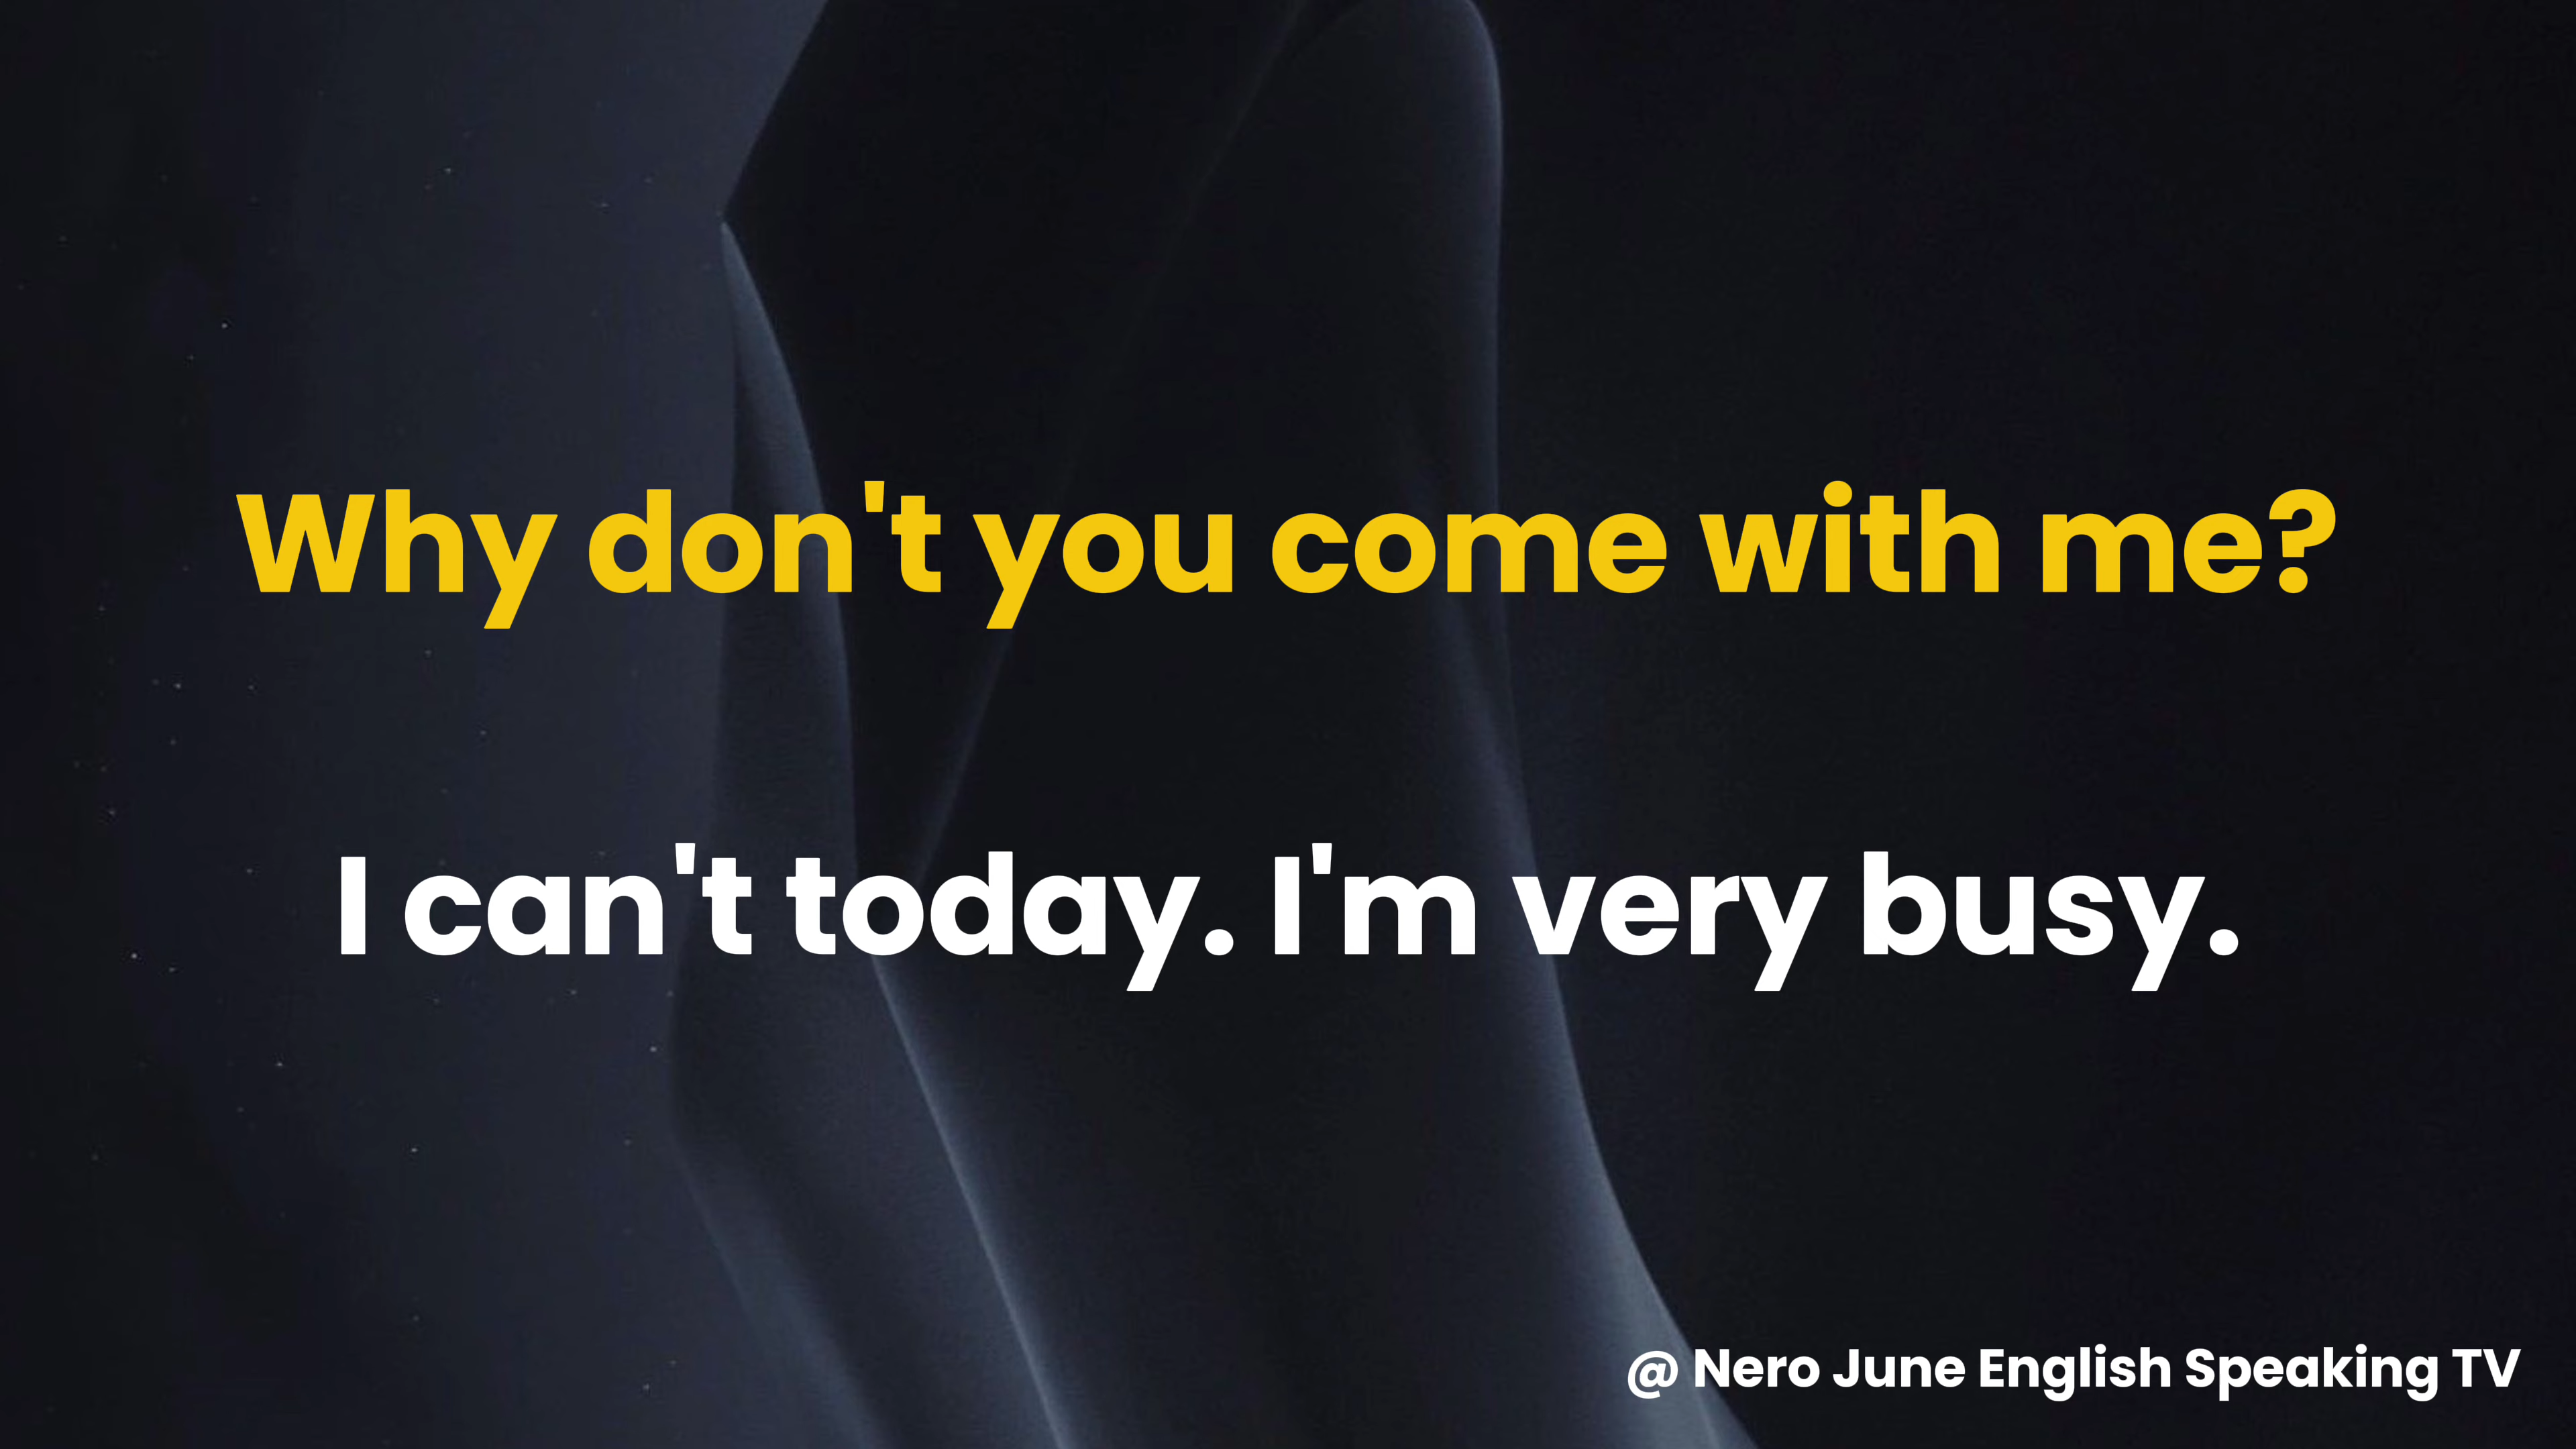 Why don't you come with me?
I can't today. I'm very busy.
@ Nero June English Speaking TV